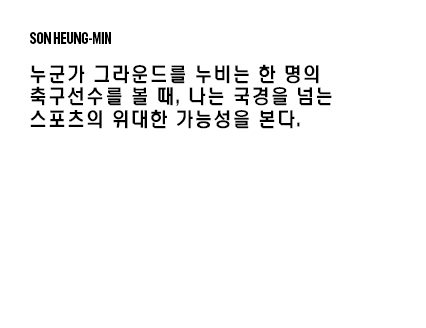 SON HEUNG-MIN
누군가 그라운드를 누비는 한 명의
축구선수를 볼 때, 나는 국경을 넘는
스포츠의 위대한 가능성을 본다.